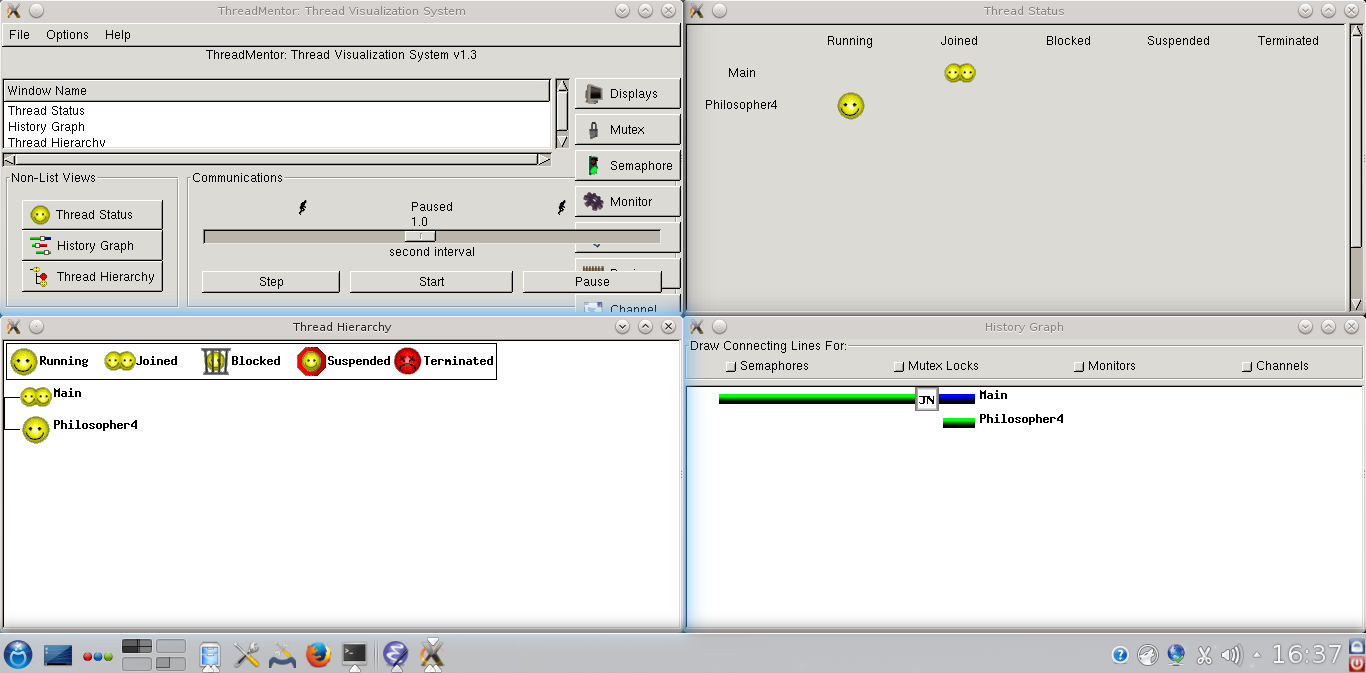 ThreadMentor: Thread Visualization System
File Options Help
ThreadMentor: Thread Visualization System v1.3
Window Name
Thread Status
History Graph
Thread Hierarchy
Displays
Mutex
Semaphore
Monitor
Channel
Non-List Views
Thread Status
History Graph
Thread Hierarchy
Communications
Paused
1.0
second interval
Step Start Pause
Thread Status
Running Joined Blocked Suspended Terminated
Main
Philosopher4
Thread Hierarchy
Running Joined Blocked Suspended Terminated
Main
Philosopher4
History Graph
Draw Connecting Lines For:
Semaphores Mutex Locks Monitors Channels
JN Main
Philosopher4
16:37